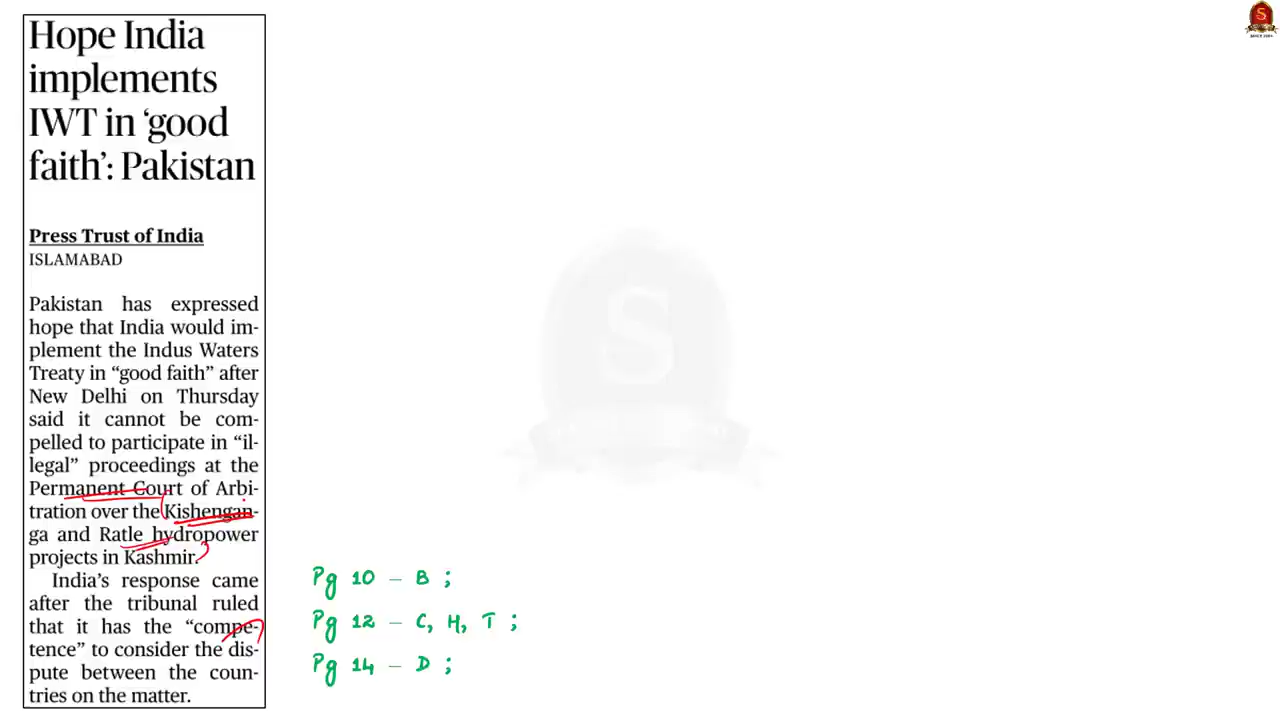 Hope India
implements
IWT in ‘good
faith’: Pakistan
Press Trust of India
ISLAMABAD
Pakistan has expressed
hope that India would im-
plement the Indus Waters
Treaty in “good faith” after
New Delhi on Thursday
said it cannot be com-
pelled to participate in “il-
legal” proceedings at the
Permanent Court of Arbi-
tration over the Kishengan-
ga and Ratle hydropower
projects in Kashmir.
India’s response came
after the tribunal ruled
that it has the “compe-
tence” to consider the dis-
pute between the coun-
tries on the matter.
Pg 10 – B ;
Pg 12 – C, H, T ;
Pg 14 – D ;
S
S